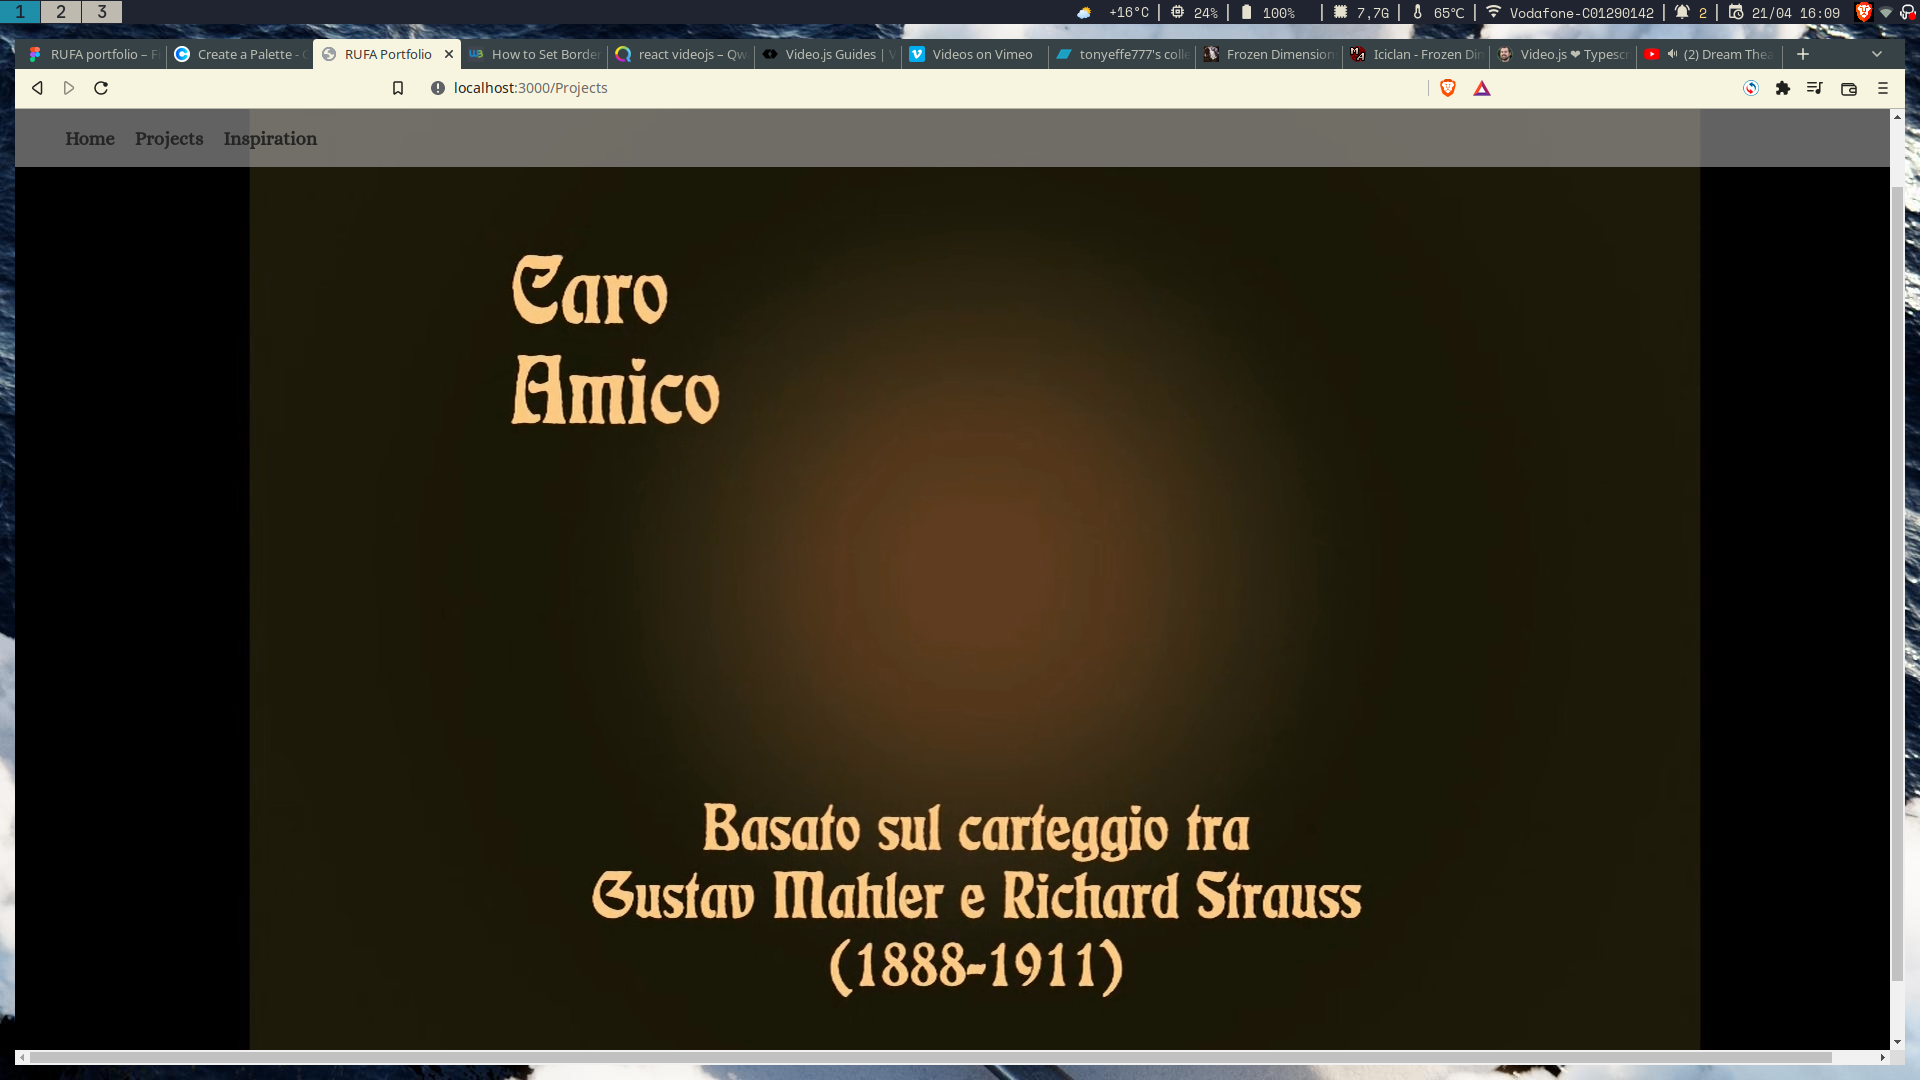 1 2 3
+16°C 24% 100% 7,7G 65°C Vodafone-C01290142 2 21/04 16:09
RUFA portfolio – F Create a Palette - C RUFA Portfolio How to Set Border react videojs – Qw Video.js Guides | V Videos on Vimeo tonyeffe777's colle Frozen Dimension Iciclan - Frozen Di Video.js ❤ Typescr (2) Dream Thea
localhost:3000/Projects
Home Projects Inspiration
Caro
Amico
Basato sul carteggio tra
Gustav Mahler e Richard Strauss
(1888-1911)